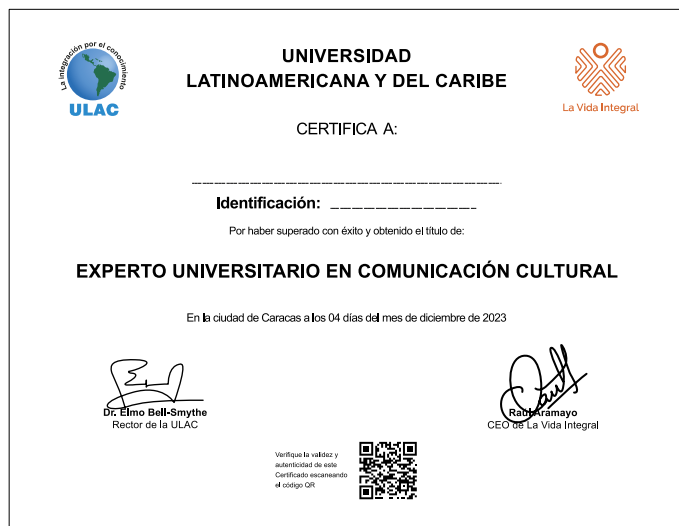 La integración por el conocimiento
ULAC
UNIVERSIDAD
LATINOAMERICANA Y DEL CARIBE
La Vida Integral
CERTIFICA A:
Identificación:
Por haber superado con éxito y obtenido el título de:
EXPERTO UNIVERSITARIO EN COMUNICACIÓN CULTURAL
En la ciudad de Caracas a los 04 días del mes de diciembre de 2023
Dr. Elmo Bell-Smythe
Rector de la ULAC
Raúl Aramayo
CEO de La Vida Integral
Verifique la validez y
autenticidad de este
Certificado escaneando
el código QR